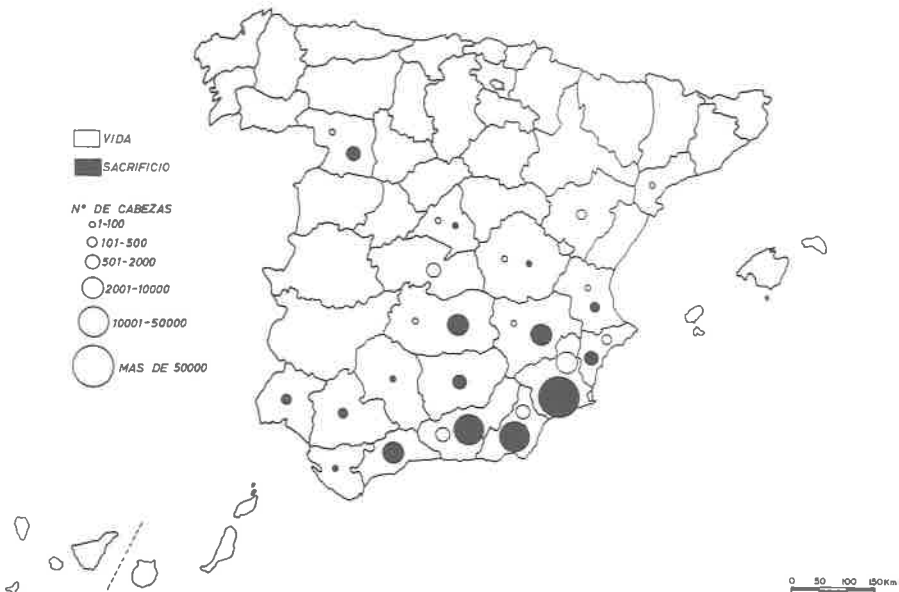 VIDA
SACRIFICIO
Nº DE CABEZAS
1-100
101-500
501-2000
2001-10000
10001-50000
MAS DE 50000
0 50 100 150Km